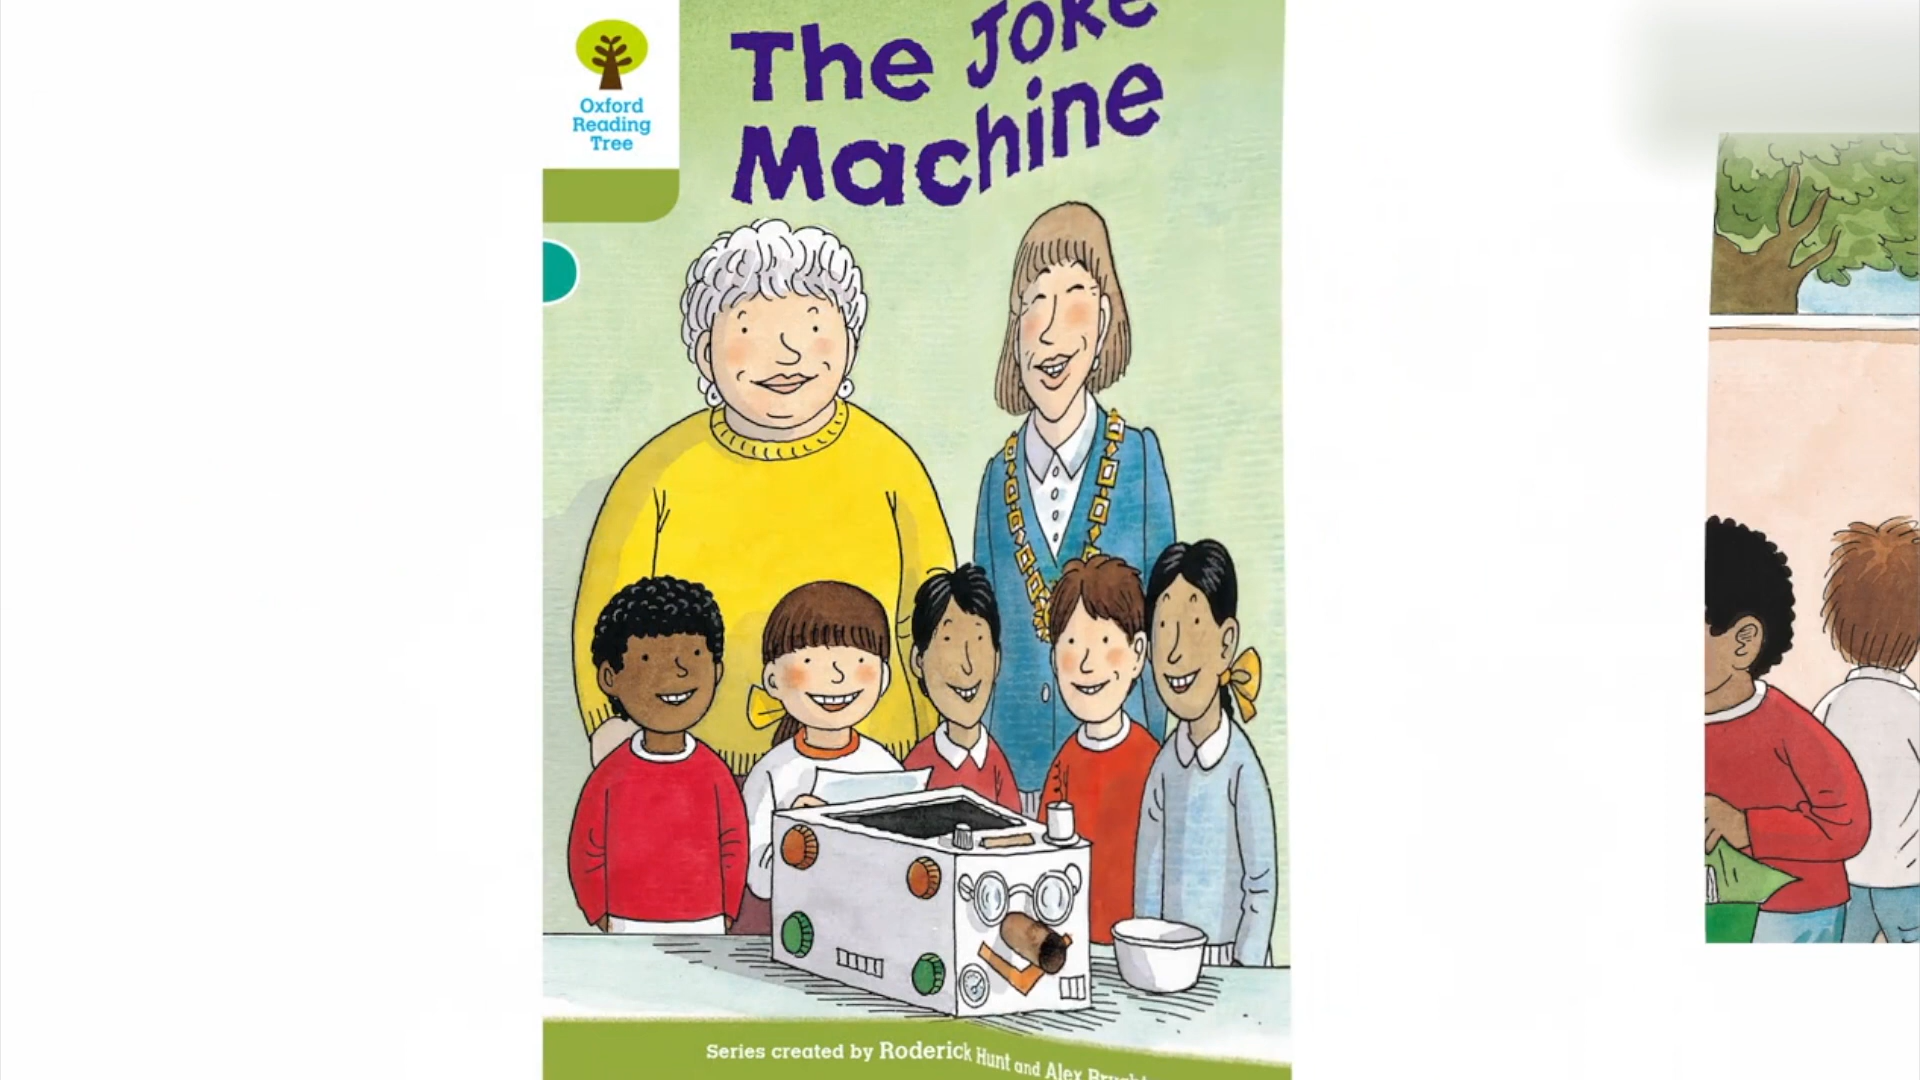 Oxford
Reading
Tree
The Joke
Machine
Series created by Roderick Hunt and Alex